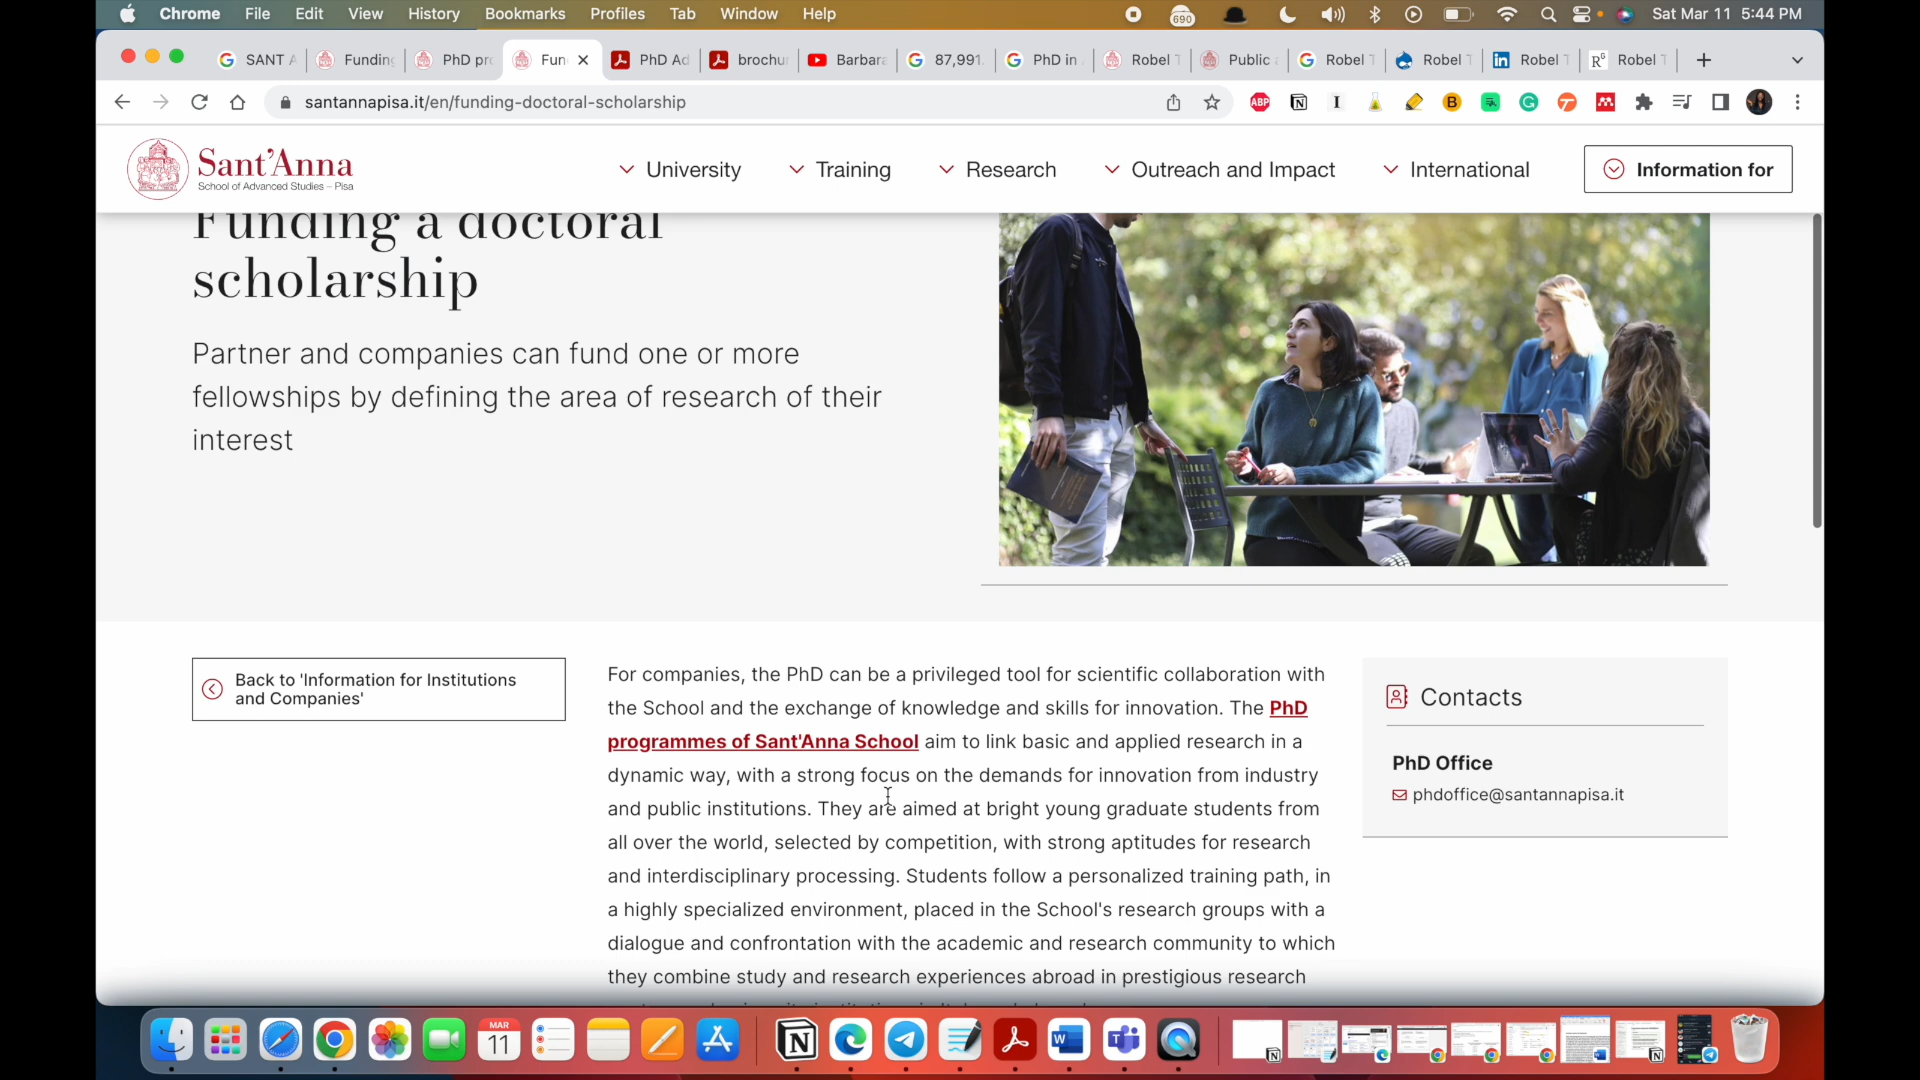 Chrome File Edit View History Bookmarks Profiles Tab Window Help
690
Sat Mar 11 5:44 PM
SANT A
Funding
PhD pro
Fun
PhD Ad
brochu
Barbara
87,991
PhD in
Robel T
Public
Robel T
Robel T
Robel T
Robel T
santannapisa.it/en/funding-doctoral-scholarship
Sant'Anna
School of Advanced Studies – Pisa
University Training Research Outreach and Impact International Information for
Funding a doctoral
scholarship
Partner and companies can fund one or more
fellowships by defining the area of research of their
interest
Back to 'Information for Institutions
and Companies'
For companies, the PhD can be a privileged tool for scientific collaboration with
the School and the exchange of knowledge and skills for innovation. The PhD
programmes of Sant'Anna School aim to link basic and applied research in a
dynamic way, with a strong focus on the demands for innovation from industry
and public institutions. They are aimed at bright young graduate students from
all over the world, selected by competition, with strong aptitudes for research
and interdisciplinary processing. Students follow a personalized training path, in
a highly specialized environment, placed in the School's research groups with a
dialogue and confrontation with the academic and research community to which
they combine study and research experiences abroad in prestigious research
Contacts
PhD Office
phdoffice@santannapisa.it
MAR
11